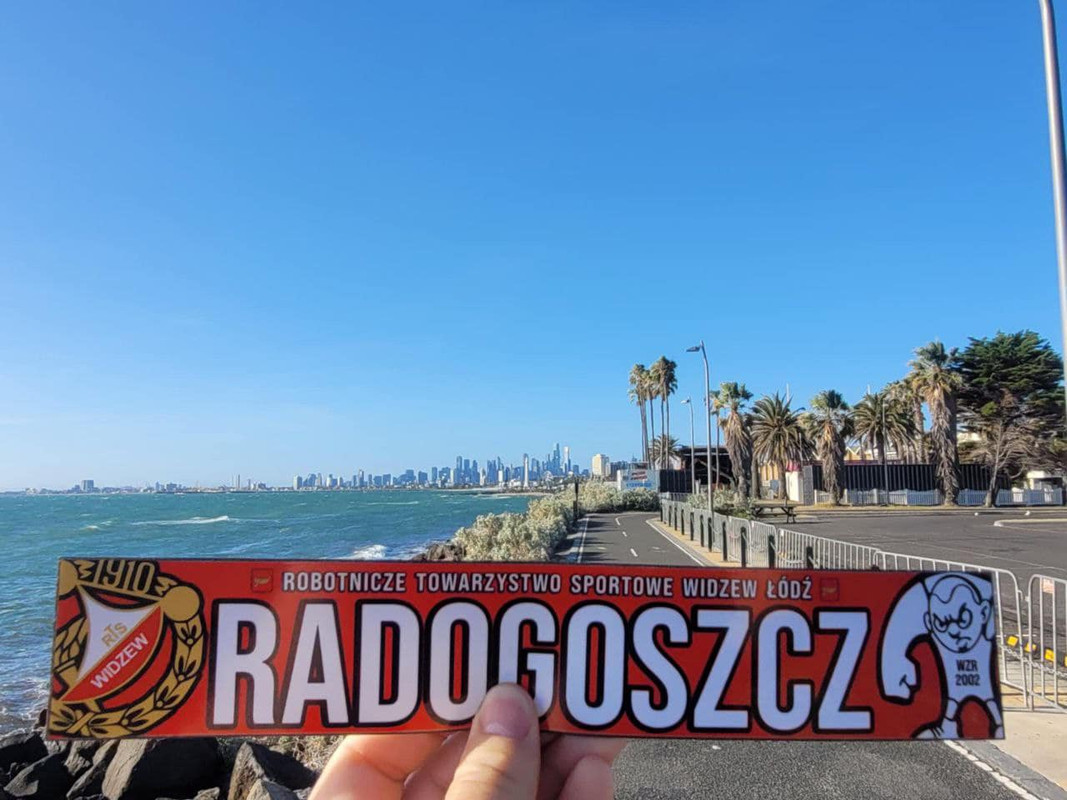 1910
RTS
WIDZEW
ROBOTNICZE TOWARZYSTWO SPORTOWE WIDZEW ŁÓDŹ
RADOGOSZCZ
WZR
2002